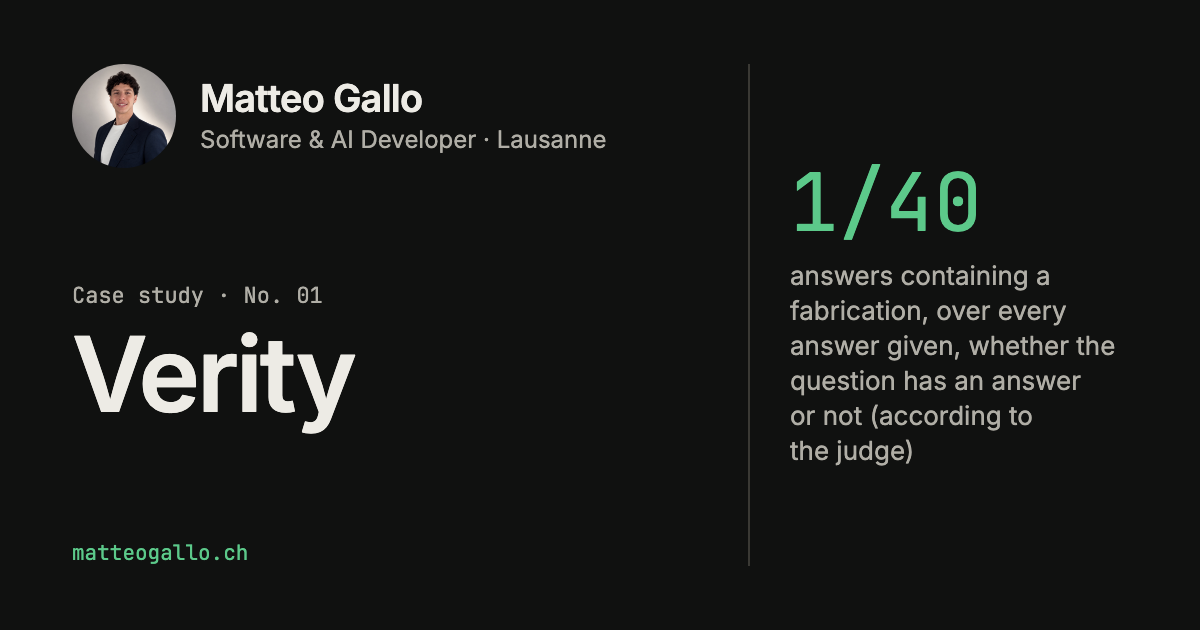 Matteo Gallo
Software & AI Developer · Lausanne
Case study · No. 01
Verity
matteogallo.ch
1/40
answers containing a
fabrication, over every
answer given, whether the
question has an answer
or not (according to
the judge)